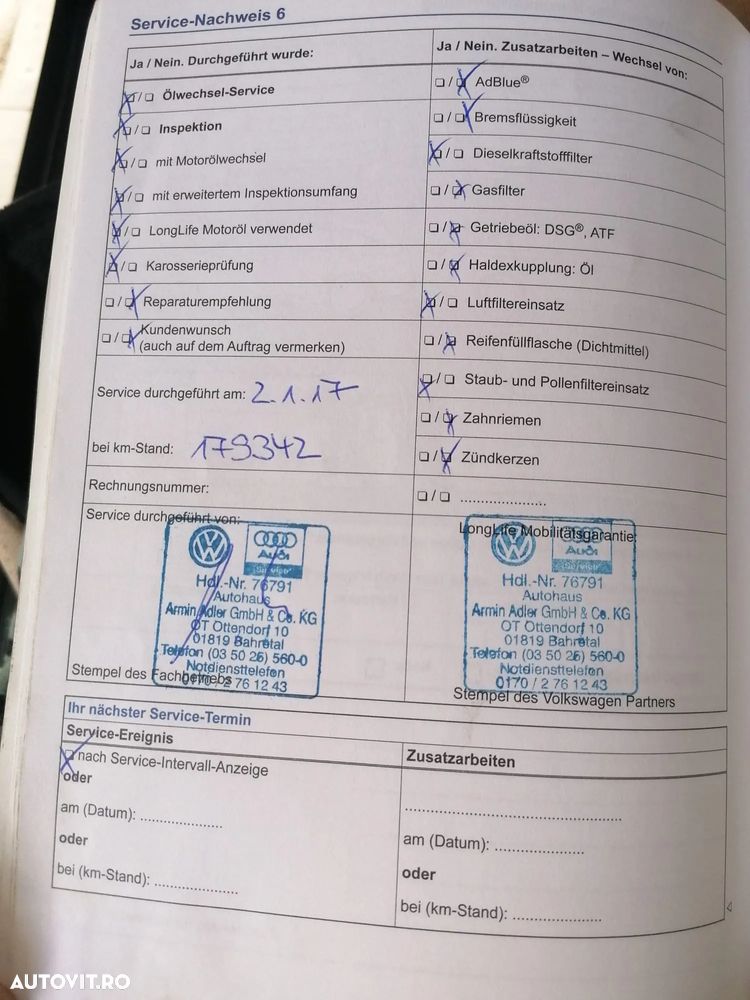 Service-Nachweis 6
Ja / Nein. Durchgeführt wurde:
☒/☐ Ölwechsel-Service
☒/☐ Inspektion
☒/☐ mit Motorölwechsel
☒/☐ mit erweitertem Inspektionsumfang
☒/☐ LongLife Motoröl verwendet
☒/☐ Karosserieprüfung
☐/☒ Reparaturempfehlung
☐/☒ Kundenwunsch
(auch auf dem Auftrag vermerken)
Service durchgeführt am: 2.1.17
bei km-Stand: 179342
Rechnungsnummer:
Service durchgeführt von:
Audi
Service
Hdl.-Nr. 76791
Autohaus
Armin Adler GmbH & Co. KG
OT Ottendorf 10
01819 Bahretal
Telefon (03 50 25) 560-0
Notdiensttelefon
0170 / 2 76 12 43
Stempel des Fachbetriebs
Ja / Nein. Zusatzarbeiten – Wechsel von:
☐/☒ AdBlue®
☐/☒ Bremsflüssigkeit
☒/☐ Dieselkraftstofffilter
☐/☒ Gasfilter
☐/☒ Getriebeöl: DSG®, ATF
☐/☒ Haldexkupplung: Öl
☒/☐ Luftfiltereinsatz
☐/☒ Reifenfüllflasche (Dichtmittel)
☒/☐ Staub- und Pollenfiltereinsatz
☐/☒ Zahnriemen
☐/☒ Zündkerzen
☐/☐ .....................
LongLife Mobilitätsgarantie:
Audi
Service
Hdl.-Nr. 76791
Autohaus
Armin Adler GmbH & Co. KG
OT Ottendorf 10
01819 Bahretal
Telefon (03 50 25) 560-0
Notdiensttelefon
0170 / 2 76 12 43
Stempel des Volkswagen Partners
Ihr nächster Service-Termin
Service-Ereignis
☒ nach Service-Intervall-Anzeige
oder
am (Datum): .....................
oder
bei (km-Stand): .....................
Zusatzarbeiten
.....................................................
am (Datum): .....................
oder
bei (km-Stand): .....................
AUTOVIT.RO